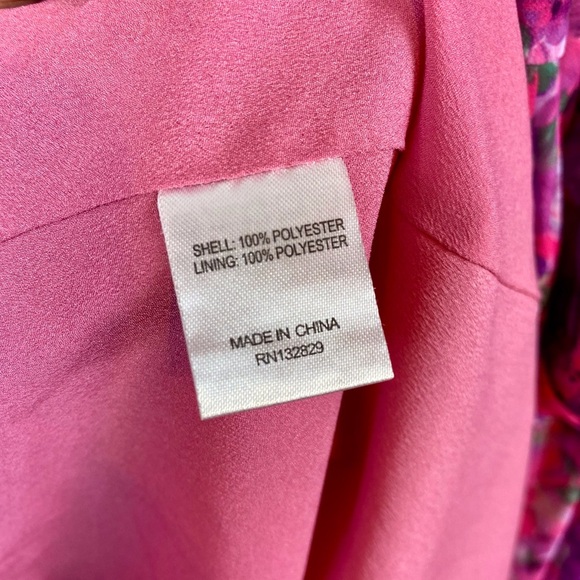 SHELL: 100% POLYESTER
LINING: 100% POLYESTER
MADE IN CHINA
RN132829